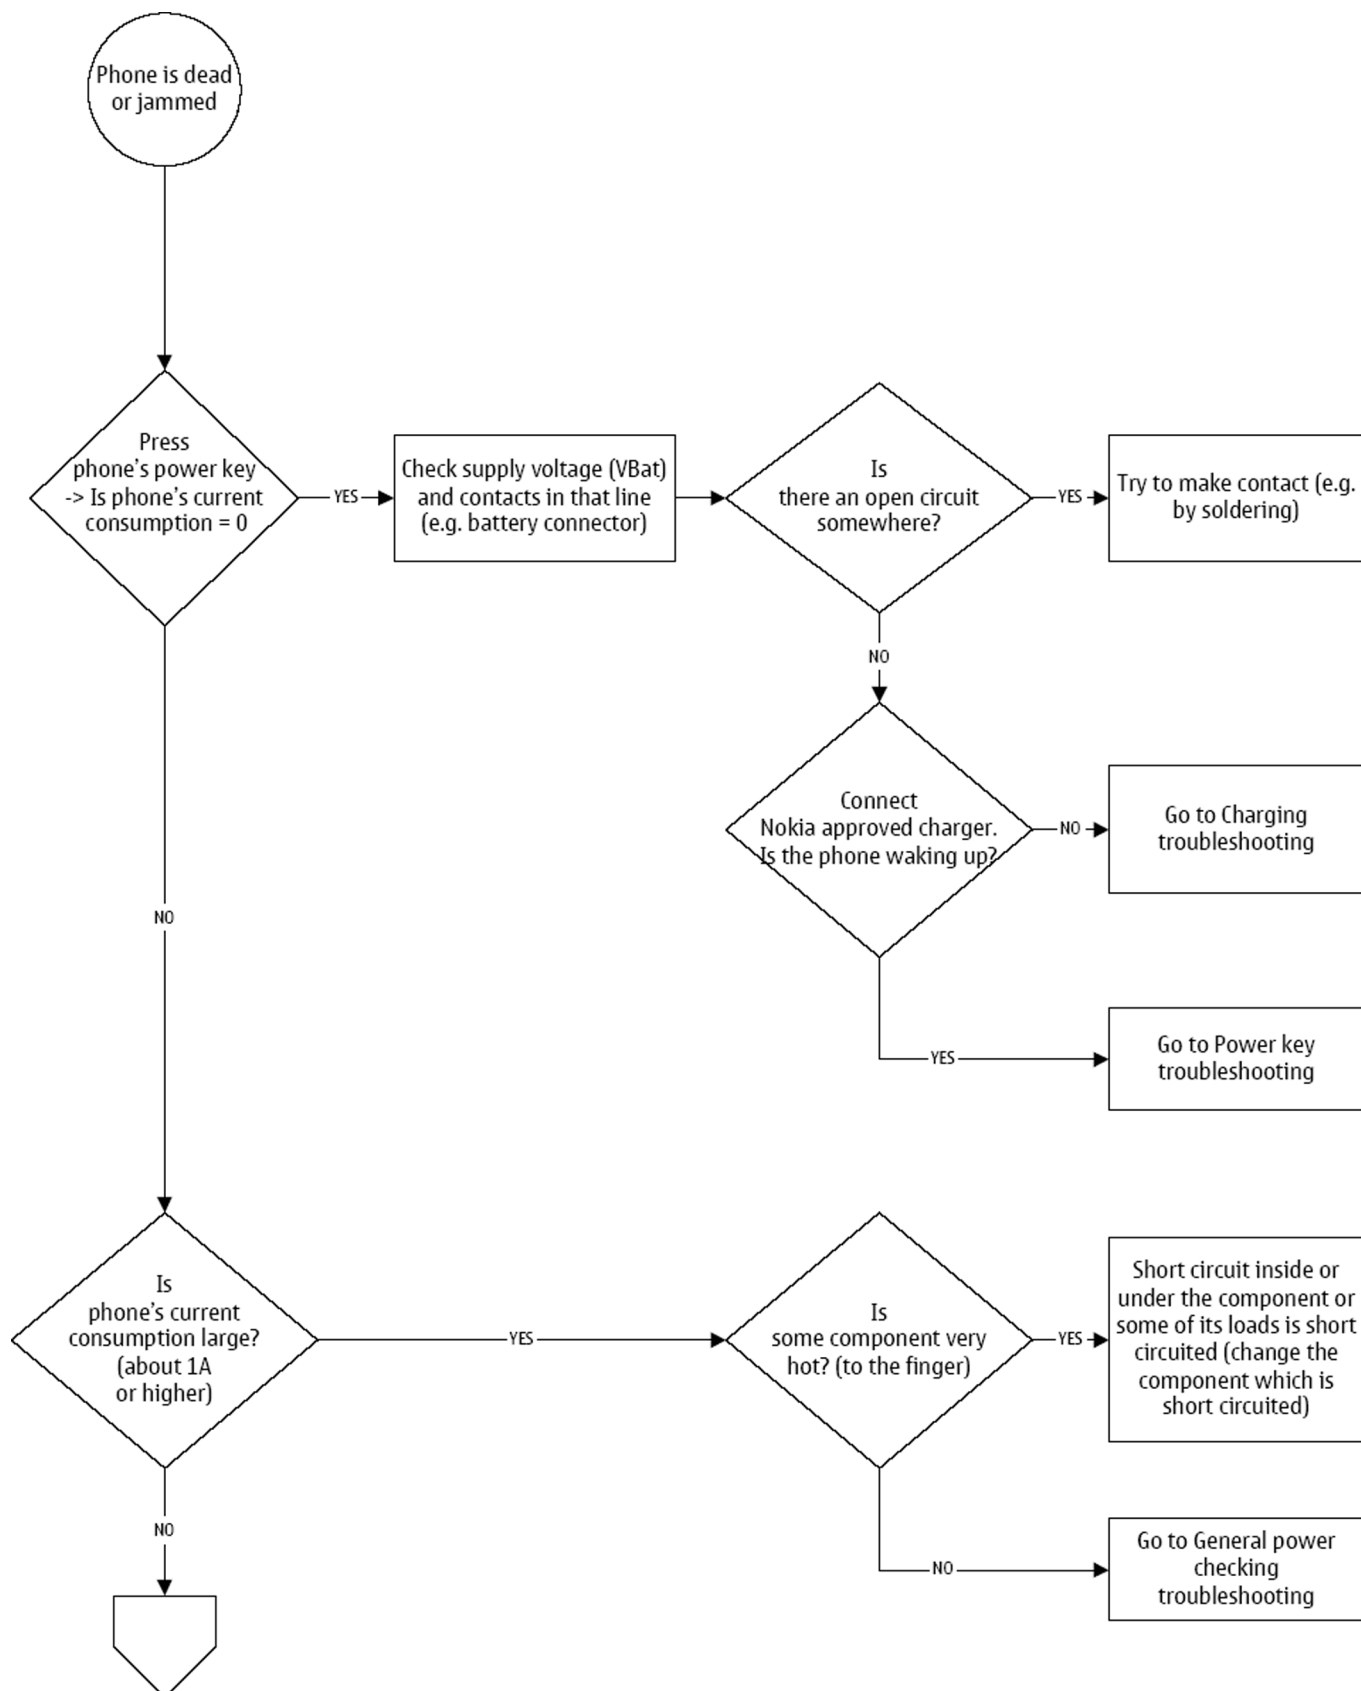 Phone is dead
or jammed
Press
phone's power key
-> Is phone's current
consumption = 0
YES
Check supply voltage (VBat)
and contacts in that line
(e.g. battery connector)
Is
there an open circuit
somewhere?
YES
Try to make contact (e.g.
by soldering)
NO
Connect
Nokia approved charger.
Is the phone waking up?
NO
Go to Charging
troubleshooting
NO
YES
Go to Power key
troubleshooting
Is
phone's current
consumption large?
(about 1A
or higher)
YES
Is
some component very
hot? (to the finger)
YES
Short circuit inside or
under the component or
some of its loads is short
circuited (change the
component which is
short circuited)
NO
NO
Go to General power
checking
troubleshooting